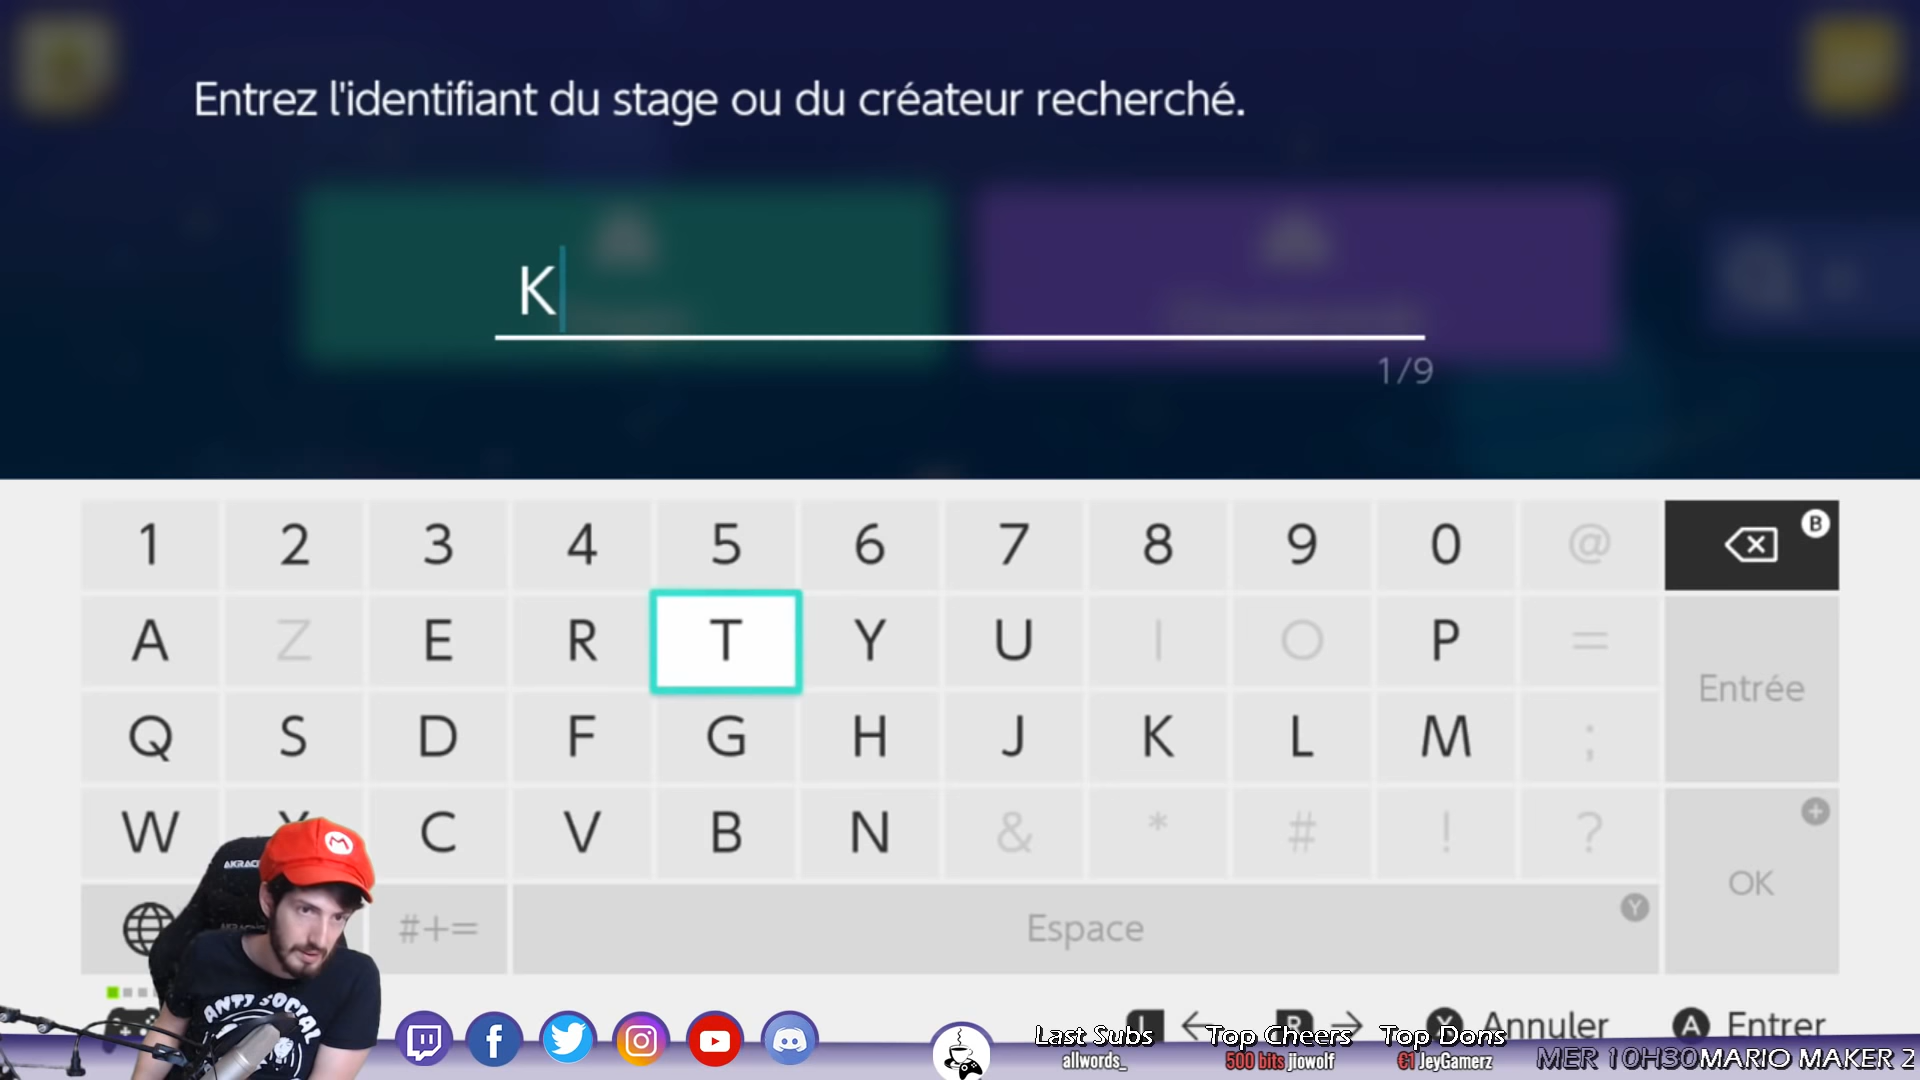 Entrez l'identifiant du stage ou du créateur recherché.
K
1/9
1 2 3 4 5 6 7 8 9 0 @ B
A Z E R T Y U I O P =
Entrée
Q S D F G H J K L M ;
W X C V B N & * # ! ?
OK
#+= Espace Y
ANTI SOCIAL
L ← R → X Annuler A Entrer
Last Subs Top Cheers Top Dons
allwords_ 500 bits jiowolf €1 JeyGamerz
MER 10H30 MARIO MAKER 2